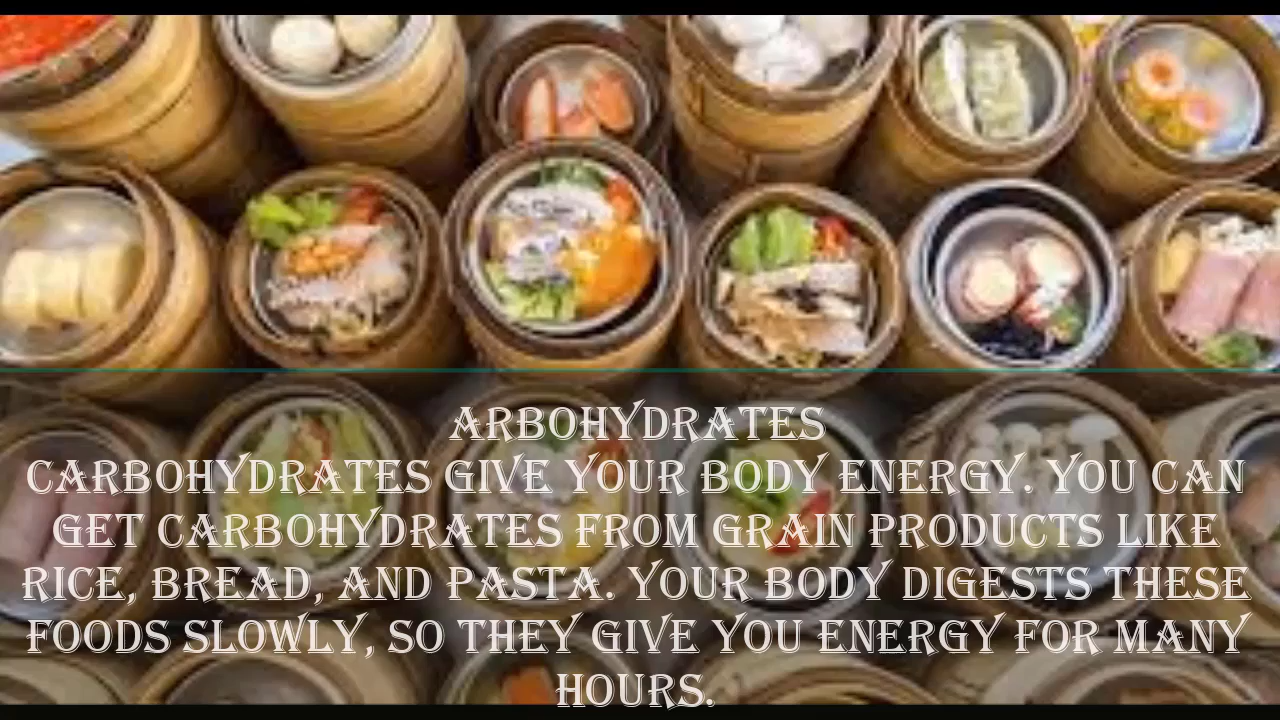 ARBOHYDRATES
CARBOHYDRATES GIVE YOUR BODY ENERGY. YOU CAN
GET CARBOHYDRATES FROM GRAIN PRODUCTS LIKE
RICE, BREAD, AND PASTA. YOUR BODY DIGESTS THESE
FOODS SLOWLY, SO THEY GIVE YOU ENERGY FOR MANY
HOURS.